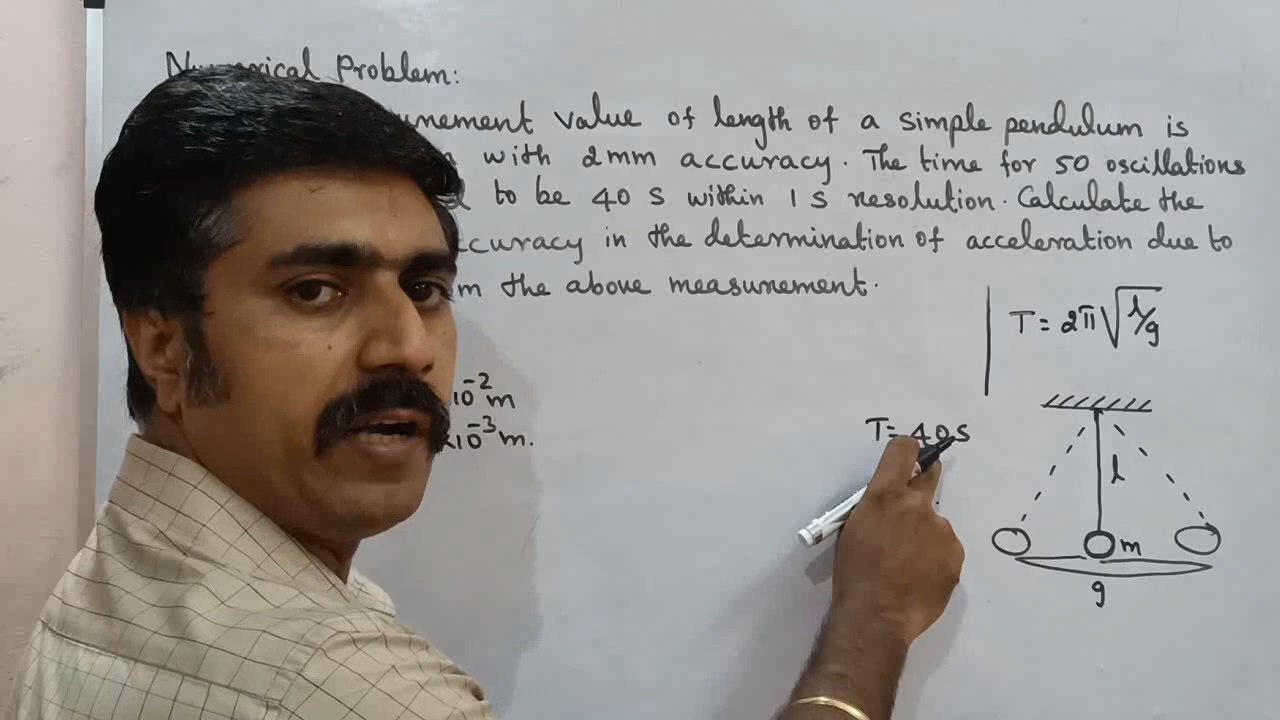 Numerical Problem:
value of length of a simple pendulum is
with 2mm accuracy. The time for 50 oscillations
to be 40 S within 1 s resolution. Calculate the
in the determination of acceleration due to
the above measurement.
T = 2π√l/g
10⁻² m
T = 40s
×10⁻³ m.
l
m
g